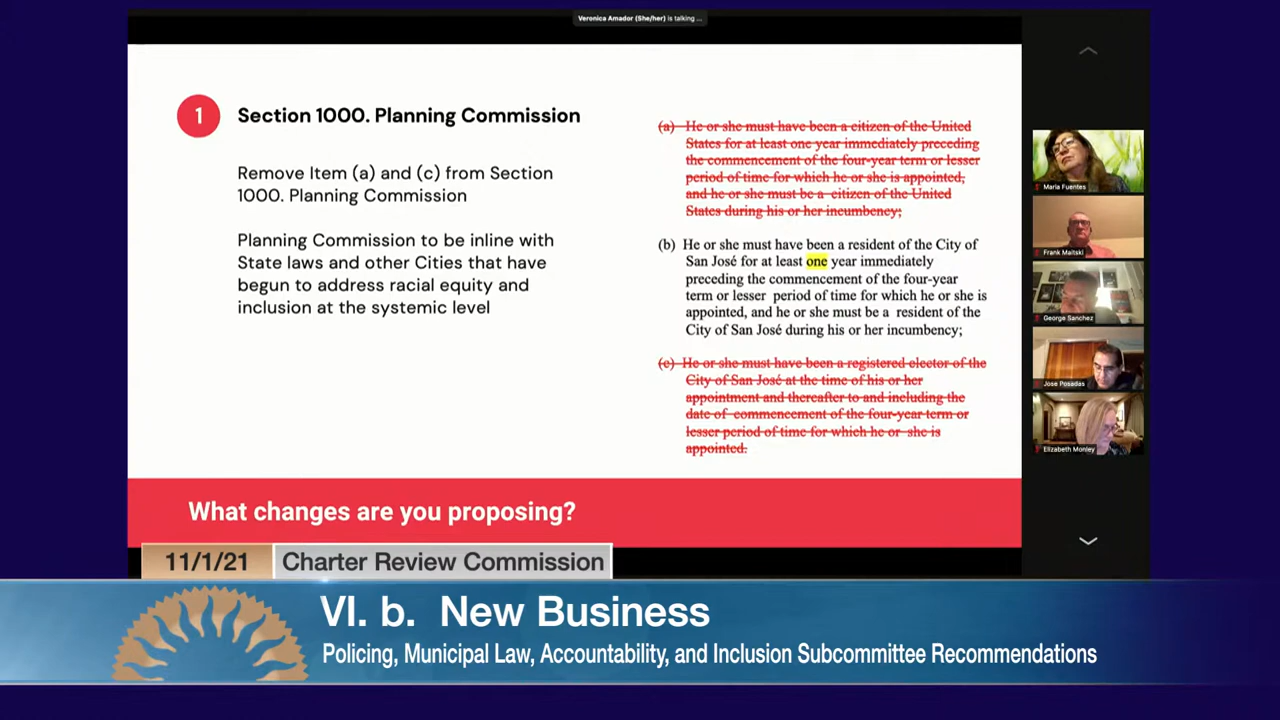 Veronica Amador (She/her) is talking ...
1
Section 1000. Planning Commission
Remove Item (a) and (c) from Section
1000. Planning Commission
Planning Commission to be inline with
State laws and other Cities that have
begun to address racial equity and
inclusion at the systemic level
(a) He or she must have been a citizen of the United
States for at least one year immediately preceding
the commencement of the four-year term or lesser
period of time for which he or she is appointed,
and he or she must be a citizen of the United
States during his or her incumbency;
(b) He or she must have been a resident of the City of
San José for at least one year immediately
preceding the commencement of the four-year
term or lesser period of time for which he or she is
appointed, and he or she must be a resident of the
City of San José during his or her incumbency;
(c) He or she must have been a registered elector of the
City of San José at the time of his or her
appointment and thereafter to and including the
date of commencement of the four-year term or
lesser period of time for which he or she is
appointed.
What changes are you proposing?
Maria Fuentes
Frank Maitski
George Sanchez
Jose Posadas
Elizabeth Monley
11/1/21
Charter Review Commission
VI. b. New Business
Policing, Municipal Law, Accountability, and Inclusion Subcommittee Recommendations